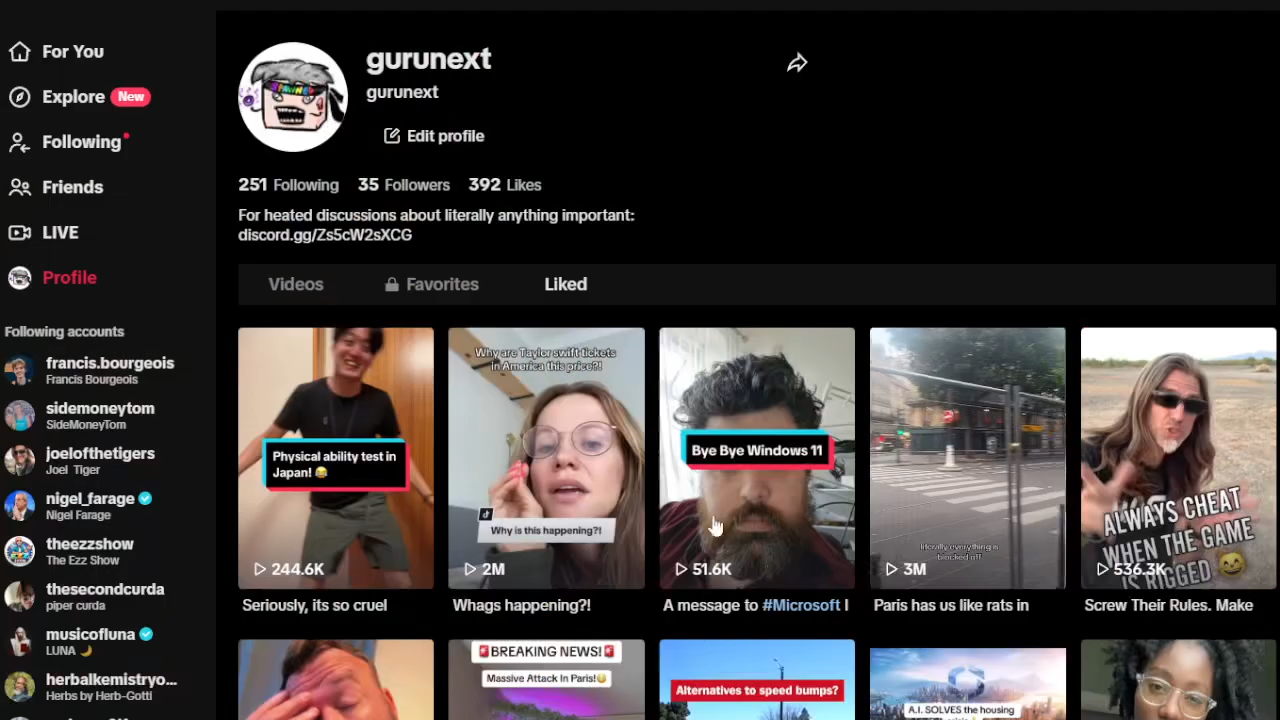 For You
Explore New
Following
Friends
LIVE
Profile
Following accounts
francis.bourgeois
Francis Bourgeois
sidemoneytom
SideMoneyTom
joelofthetigers
Joel Tiger
nigel_farage
Nigel Farage
theezzshow
The Ezz Show
thesecondcurda
piper curda
musicofluna
LUNA 🌙
herbalkemistryo...
Herbs by Herb-Gotti
gurunext
gurunext
Edit profile
251 Following 35 Followers 392 Likes
For heated discussions about literally anything important:
discord.gg/Zs5cW2sXCG
Videos Favorites Liked
Physical ability test in
Japan! 😂
244.6K
Seriously, its so cruel
Why are Taylor swift tickets
in America this price?!
Why is this happening?!
2M
Whags happening?!
Bye Bye Windows 11
51.6K
A message to #Microsoft I
literally everything is
blocked off
3M
Paris has us like rats in
ALWAYS CHEAT
WHEN THE GAME
IS RIGGED 😄
536.3K
Screw Their Rules. Make
🚨BREAKING NEWS!🚨
Massive Attack In Paris!
Alternatives to speed bumps?
A.I. SOLVES the housing